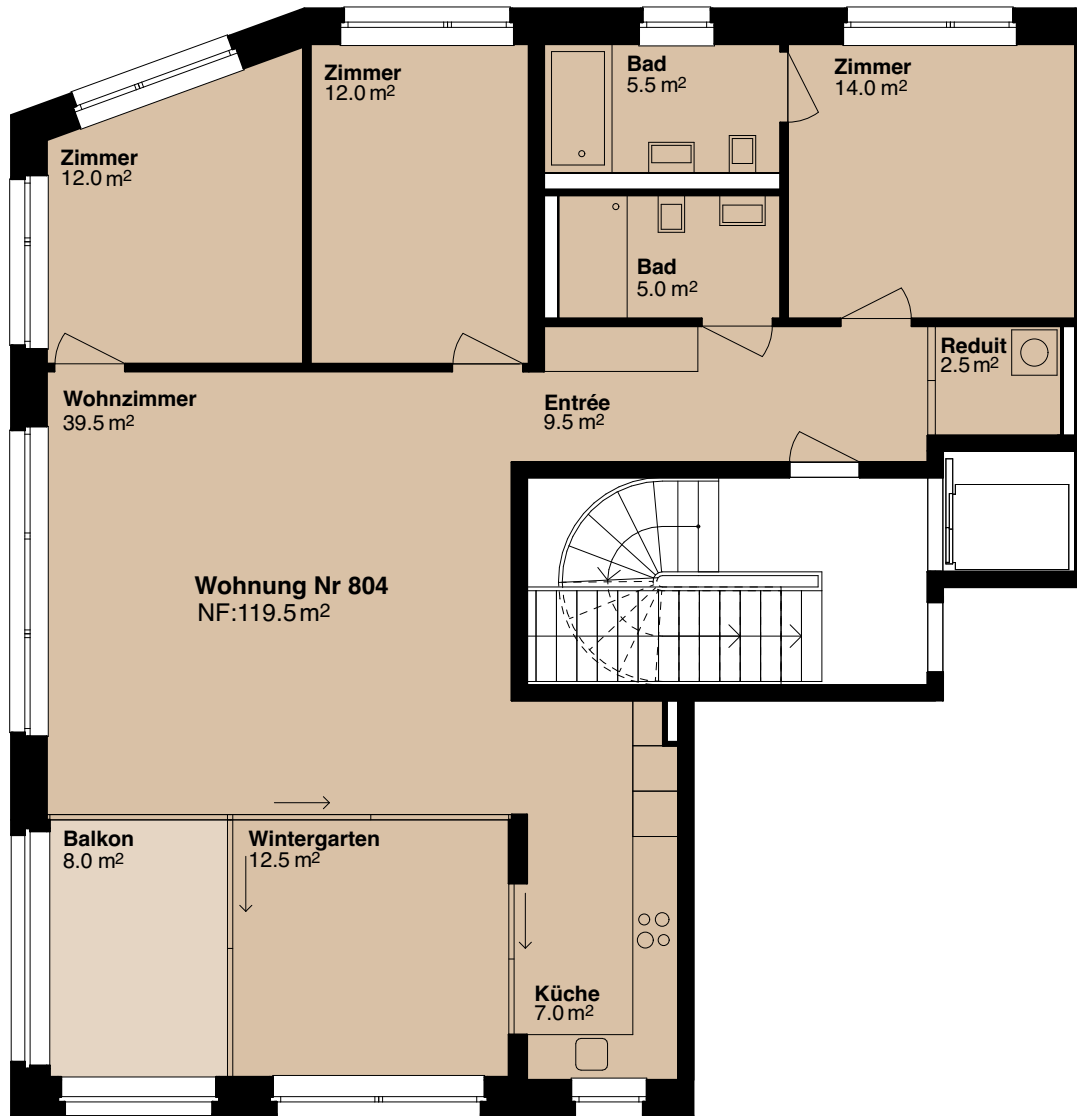 Zimmer
12.0 m²
Bad
5.5 m²
Zimmer
14.0 m²
Zimmer
12.0 m²
Bad
5.0 m²
Reduit
2.5 m²
Wohnzimmer
39.5 m²
Entrée
9.5 m²
Wohnung Nr 804
NF:119.5 m²
Balkon
8.0 m²
Wintergarten
12.5 m²
Küche
7.0 m²